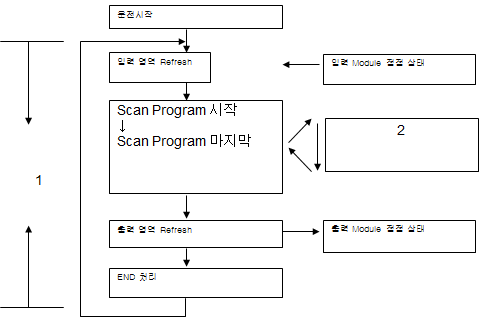 운전시작
입력 영역 Refresh
입력 Module 접점 상태
Scan Program 시작
↓
Scan Program 마지막
2
1
출력 영역 Refresh
출력 Module 접점 상태
END 처리